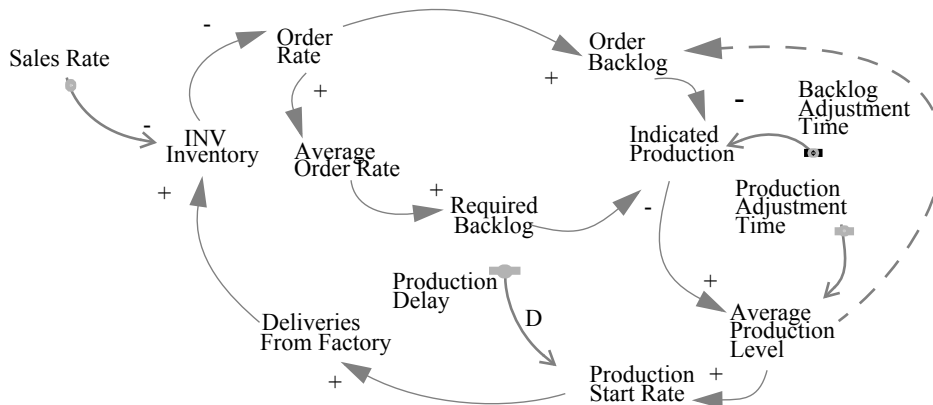 Order
Rate
-
Sales Rate
+
Order
Backlog
+
-
Backlog
Adjustment
Time
-
INV
Inventory
Average
Order Rate
Indicated
Production
+
+
Required
Backlog
-
Production
Adjustment
Time
Production
Delay
+
D
Deliveries
From Factory
Average
Production
Level
+
Production
Start Rate
+